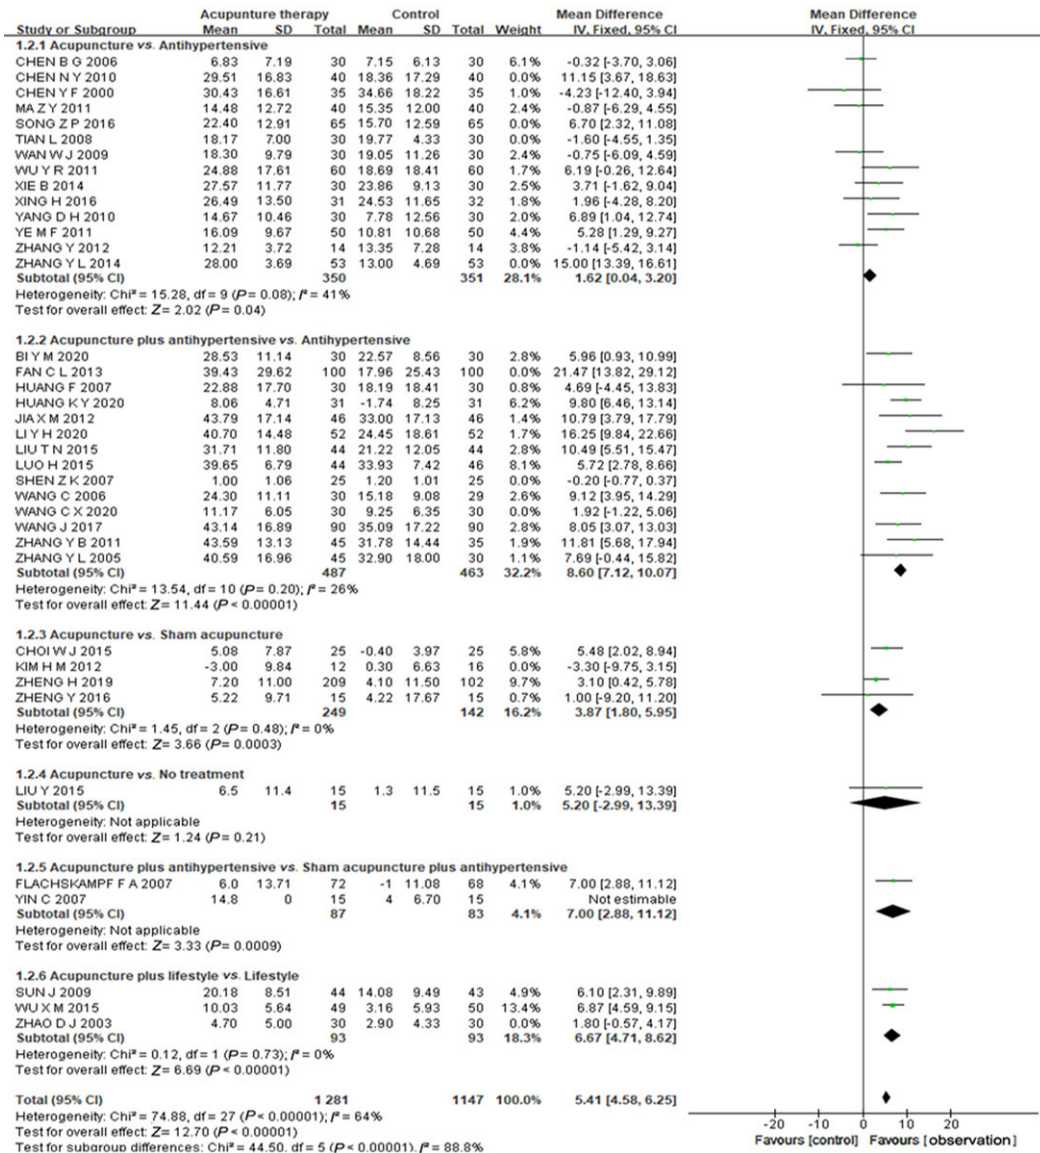 Acupunture therapy Control Mean Difference Mean Difference
Study or Subgroup Mean SD Total Mean SD Total Weight IV, Fixed, 95% CI IV, Fixed, 95% CI
1.2.1 Acupuncture vs. Antihypertensive
CHEN B G 2006 6.83 7.19 30 7.15 6.13 30 6.1% -0.32 [-3.70, 3.06]
CHEN N Y 2010 29.51 16.83 40 18.36 17.29 40 0.0% 11.15 [3.67, 18.63]
CHEN Y F 2000 30.43 16.61 35 34.66 18.22 35 1.0% -4.23 [-12.40, 3.94]
MA Z Y 2011 14.48 12.72 40 15.35 12.00 40 2.4% -0.87 [-6.29, 4.55]
SONG Z P 2016 22.40 12.91 65 15.70 12.59 65 0.0% 6.70 [2.32, 11.08]
TIAN L 2008 18.17 7.00 30 19.77 4.33 30 0.0% -1.60 [-4.55, 1.35]
WAN W J 2009 18.30 9.79 30 19.05 11.26 30 2.4% -0.75 [-6.09, 4.59]
WU Y R 2011 24.88 17.61 60 18.69 18.41 60 1.7% 6.19 [-0.26, 12.64]
XIE B 2014 27.57 11.77 30 23.86 9.13 30 2.5% 3.71 [-1.62, 9.04]
XING H 2016 26.49 13.50 31 24.53 11.65 32 1.8% 1.96 [-4.28, 8.20]
YANG D H 2010 14.67 10.46 30 7.78 12.56 30 2.0% 6.89 [1.04, 12.74]
YE M F 2011 16.09 9.67 50 10.81 10.68 50 4.4% 5.28 [1.29, 9.27]
ZHANG Y 2012 12.21 3.72 14 13.35 7.28 14 3.8% -1.14 [-5.42, 3.14]
ZHANG Y L 2014 28.00 3.69 53 13.00 4.69 53 0.0% 15.00 [13.39, 16.61]
Subtotal (95% CI) 350 351 28.1% 1.62 [0.04, 3.20]
Heterogeneity: Chi² = 15.28, df = 9 (P = 0.08); I² = 41%
Test for overall effect: Z = 2.02 (P = 0.04)
1.2.2 Acupuncture plus antihypertensive vs. Antihypertensive
BI Y M 2020 28.53 11.14 30 22.57 8.56 30 2.8% 5.96 [0.93, 10.99]
FAN C L 2013 39.43 29.62 100 17.96 25.43 100 0.0% 21.47 [13.82, 29.12]
HUANG F 2007 22.88 17.70 30 18.19 18.41 30 0.8% 4.69 [-4.45, 13.83]
HUANG K Y 2020 8.06 4.71 31 -1.74 8.25 31 6.2% 9.80 [6.46, 13.14]
JIA X M 2012 43.79 17.14 46 33.00 17.13 46 1.4% 10.79 [3.79, 17.79]
LI Y H 2020 40.70 14.48 52 24.45 18.61 52 1.7% 16.25 [9.84, 22.66]
LIU T N 2015 31.71 11.80 44 21.22 12.05 44 2.8% 10.49 [5.51, 15.47]
LUO H 2015 39.65 6.79 44 33.93 7.42 46 8.1% 5.72 [2.78, 8.66]
SHEN Z K 2007 1.00 1.06 25 1.20 1.01 25 0.0% -0.20 [-0.77, 0.37]
WANG C 2006 24.30 11.11 30 15.18 9.08 29 2.6% 9.12 [3.95, 14.29]
WANG C X 2020 11.17 6.05 30 9.25 6.35 30 0.0% 1.92 [-1.22, 5.06]
WANG J 2017 43.14 16.89 90 35.09 17.22 90 2.8% 8.05 [3.07, 13.03]
ZHANG Y B 2011 43.59 13.13 45 31.78 14.44 35 1.9% 11.81 [5.68, 17.94]
ZHANG Y L 2005 40.59 16.96 45 32.90 18.00 30 1.1% 7.69 [-0.44, 15.82]
Subtotal (95% CI) 487 463 32.2% 8.60 [7.12, 10.07]
Heterogeneity: Chi² = 13.54, df = 10 (P = 0.20); I² = 26%
Test for overall effect: Z = 11.44 (P < 0.00001)
1.2.3 Acupuncture vs. Sham acupuncture
CHOI W J 2015 5.08 7.87 25 -0.40 3.97 25 5.8% 5.48 [2.02, 8.94]
KIM H M 2012 -3.00 9.84 12 0.30 6.63 16 0.0% -3.30 [-9.75, 3.15]
ZHENG H 2019 7.20 11.00 209 4.10 11.50 102 9.7% 3.10 [0.42, 5.78]
ZHENG Y 2016 5.22 9.71 15 4.22 17.67 15 0.7% 1.00 [-9.20, 11.20]
Subtotal (95% CI) 249 142 16.2% 3.87 [1.80, 5.95]
Heterogeneity: Chi² = 1.45, df = 2 (P = 0.48); I² = 0%
Test for overall effect: Z = 3.66 (P = 0.0003)
1.2.4 Acupuncture vs. No treatment
LIU Y 2015 6.5 11.4 15 1.3 11.5 15 1.0% 5.20 [-2.99, 13.39]
Subtotal (95% CI) 15 15 1.0% 5.20 [-2.99, 13.39]
Heterogeneity: Not applicable
Test for overall effect: Z = 1.24 (P = 0.21)
1.2.5 Acupuncture plus antihypertensive vs. Sham acupuncture plus antihypertensive
FLACHSKAMPF F A 2007 6.0 13.71 72 -1 11.08 68 4.1% 7.00 [2.88, 11.12]
YIN C 2007 14.8 0 15 4 6.70 15 Not estimable
Subtotal (95% CI) 87 83 4.1% 7.00 [2.88, 11.12]
Heterogeneity: Not applicable
Test for overall effect: Z = 3.33 (P = 0.0009)
1.2.6 Acupuncture plus lifestyle vs. Lifestyle
SUN J 2009 20.18 8.51 44 14.08 9.49 43 4.9% 6.10 [2.31, 9.89]
WU X M 2015 10.03 5.64 49 3.16 5.93 50 13.4% 6.87 [4.59, 9.15]
ZHAO D J 2003 4.70 5.00 30 2.90 4.33 30 0.0% 1.80 [-0.57, 4.17]
Subtotal (95% CI) 93 93 18.3% 6.67 [4.71, 8.62]
Heterogeneity: Chi² = 0.12, df = 1 (P = 0.73); I² = 0%
Test for overall effect: Z = 6.69 (P < 0.00001)
Total (95% CI) 1 281 1147 100.0% 5.41 [4.58, 6.25]
Heterogeneity: Chi² = 74.88, df = 27 (P < 0.00001); I² = 64%
Test for overall effect: Z = 12.70 (P < 0.00001)
Test for subgroup differences: Chi² = 44.50. df = 5 (P < 0.00001). I² = 88.8%
-20 -10 0 10 20
Favours [control] Favours [observation]